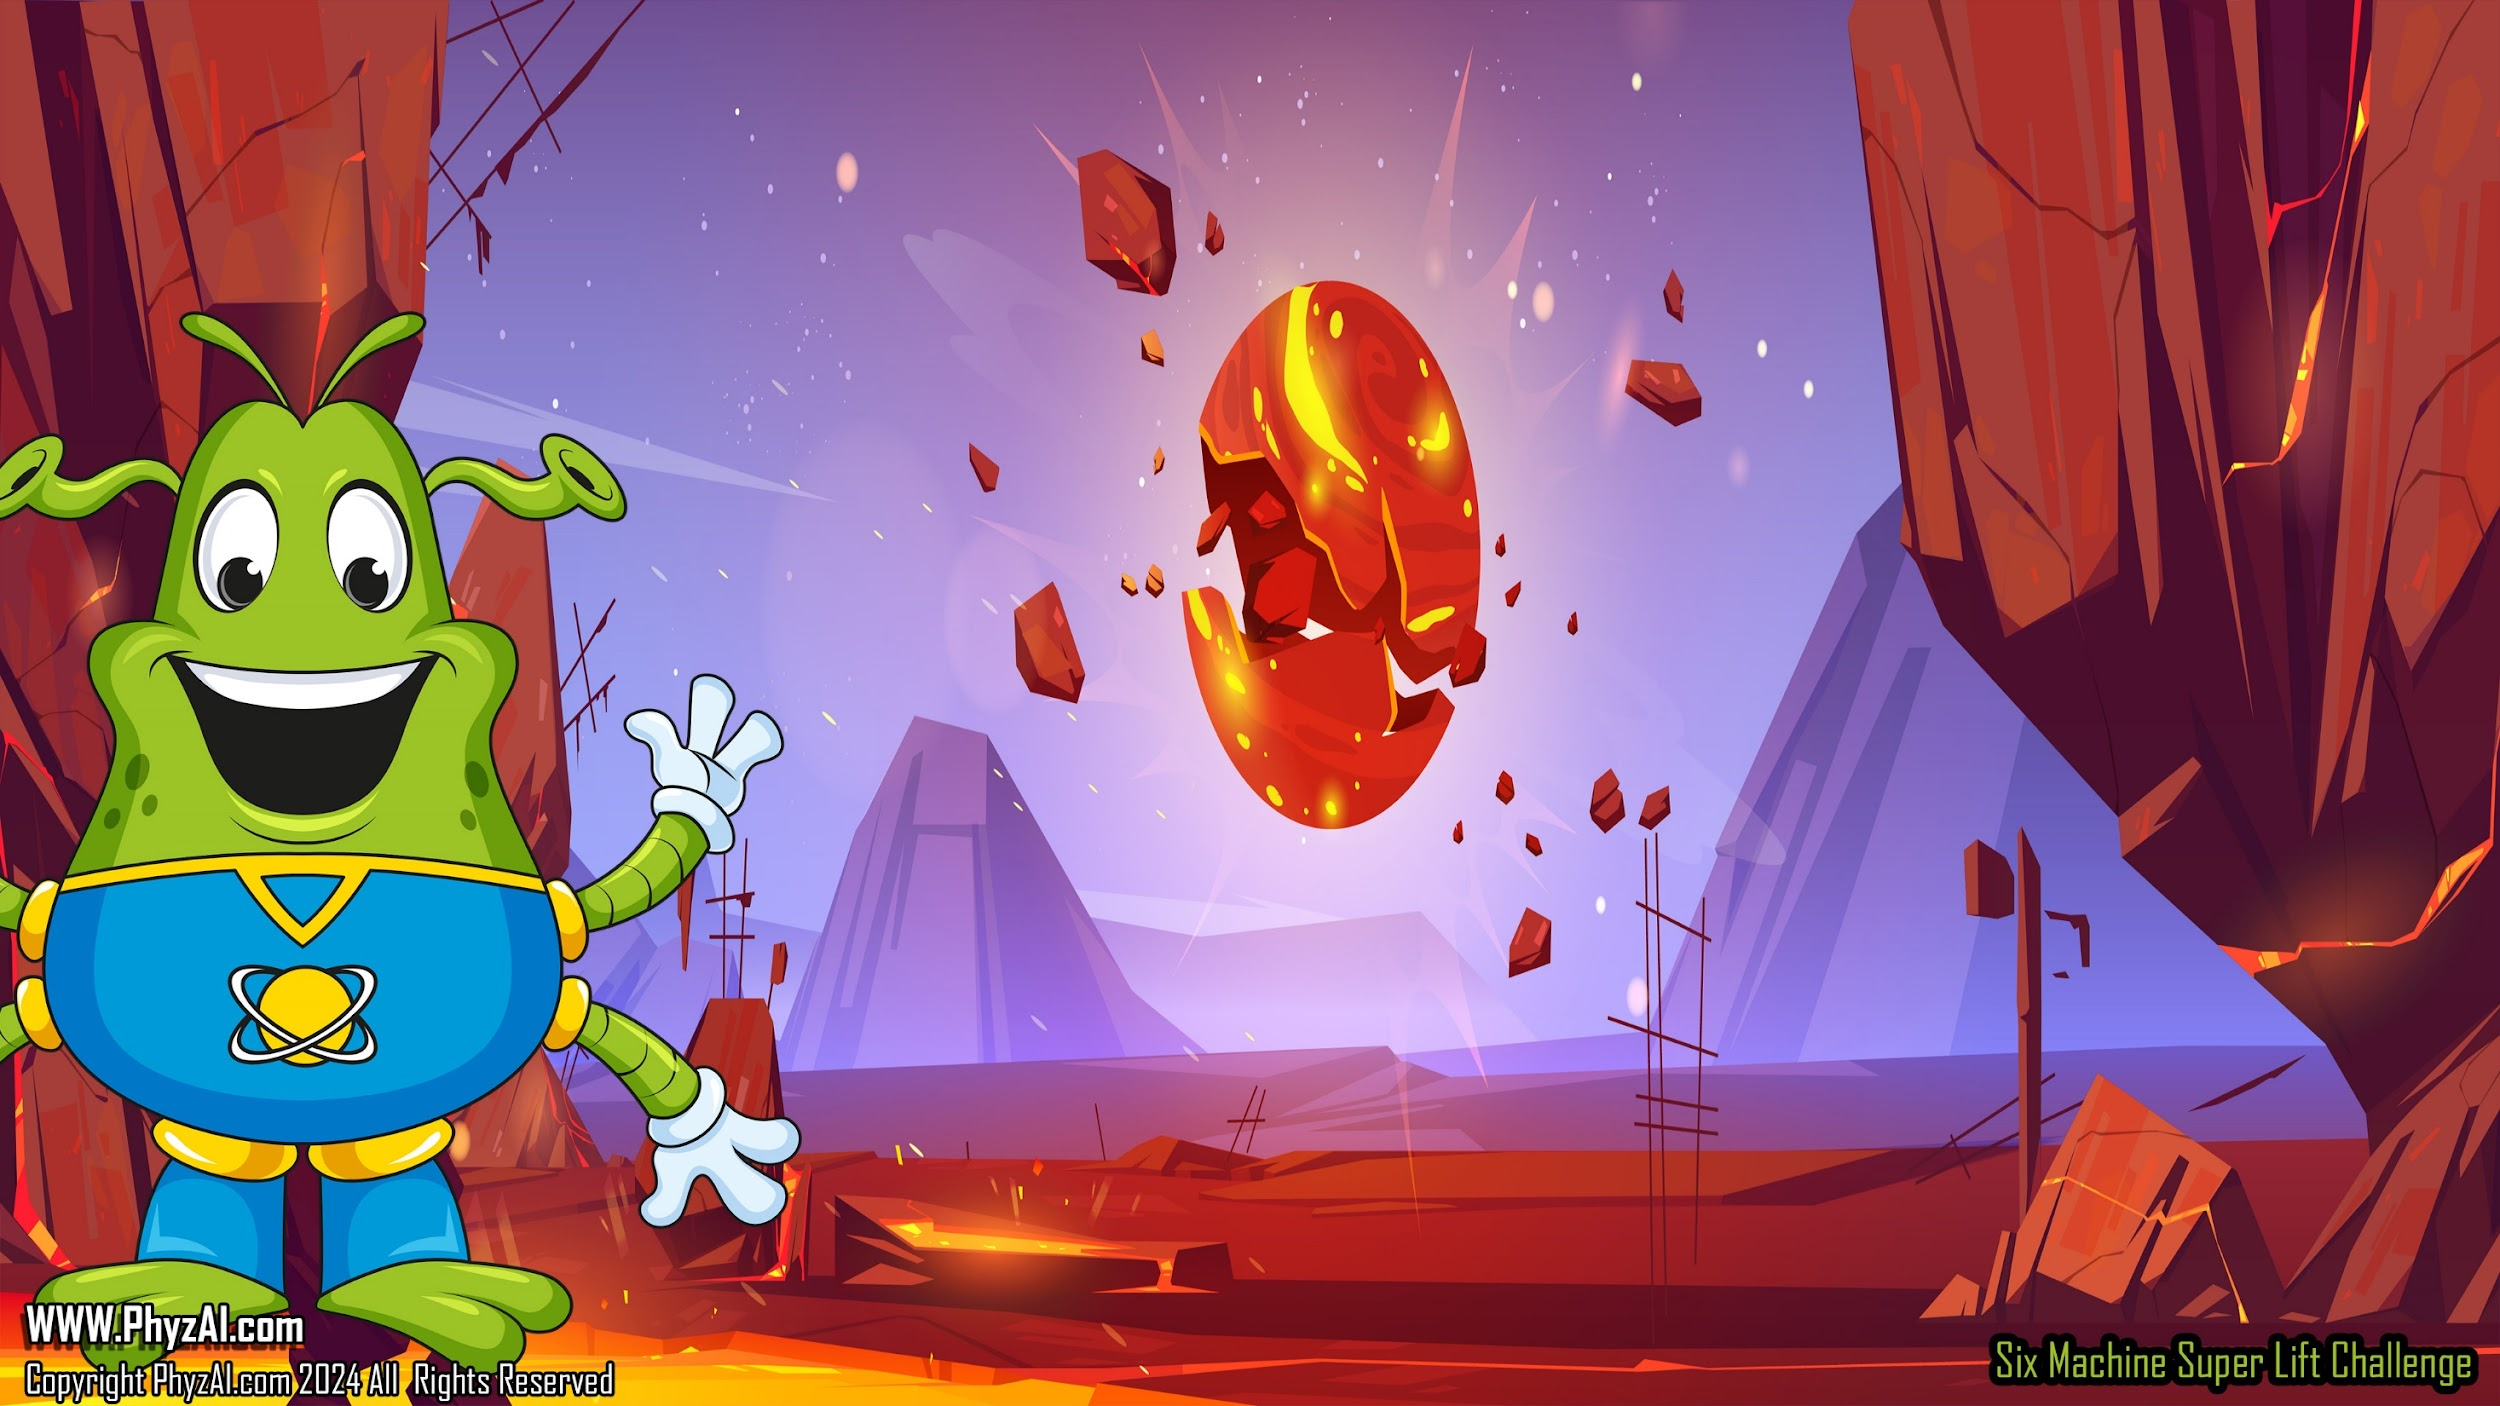 WWW.PhyzAI.com
Copyright PhyzAI.com 2024 All Rights Reserved
Six Machine Super Lift Challenge